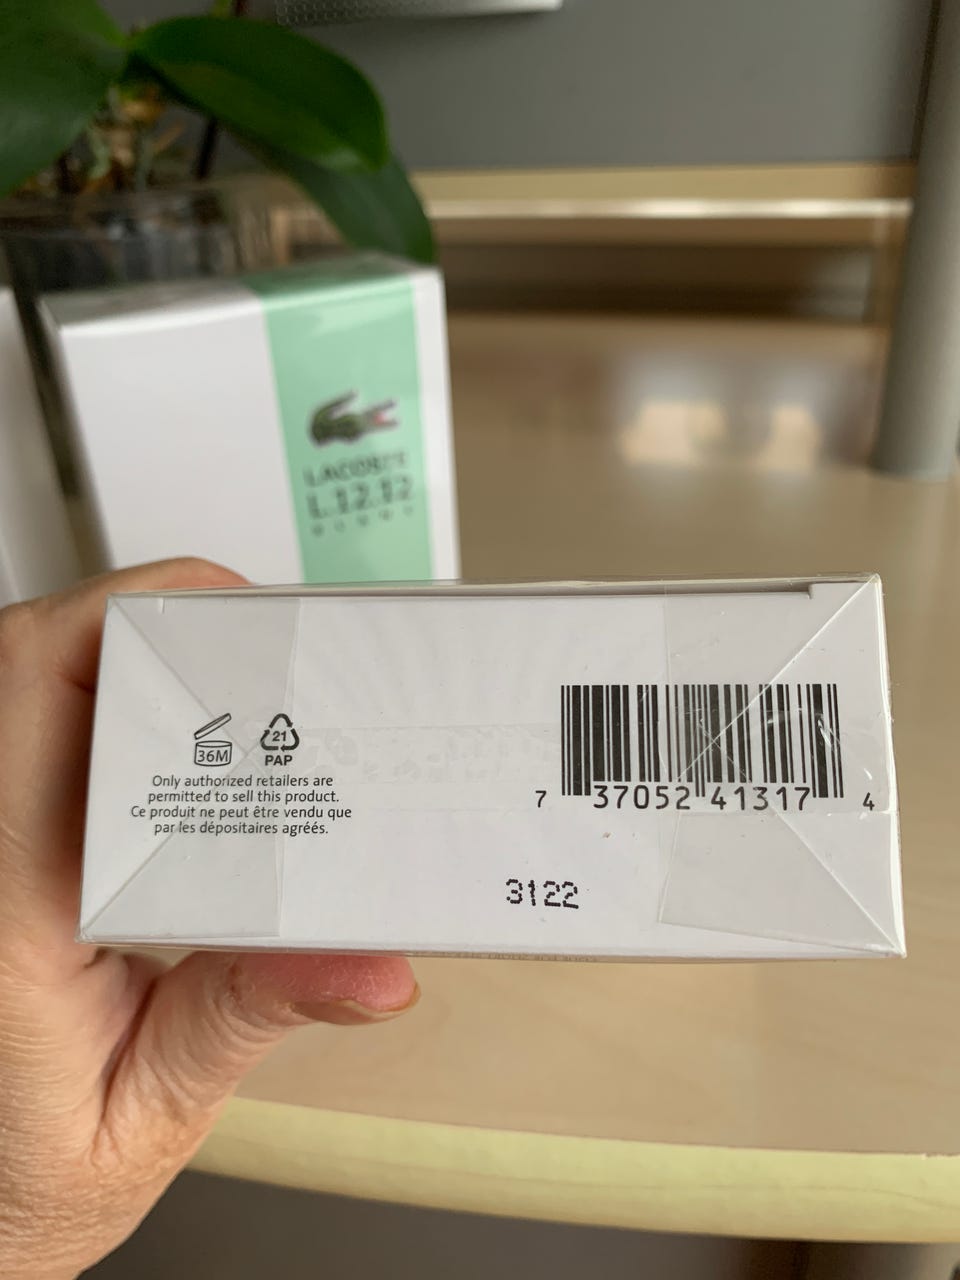 LACOSTE
L.12.12
36M
21
PAP
Only authorized retailers are
permitted to sell this product.
Ce produit ne peut être vendu que
par les dépositaires agréés.
7 37052 41317 4
3122